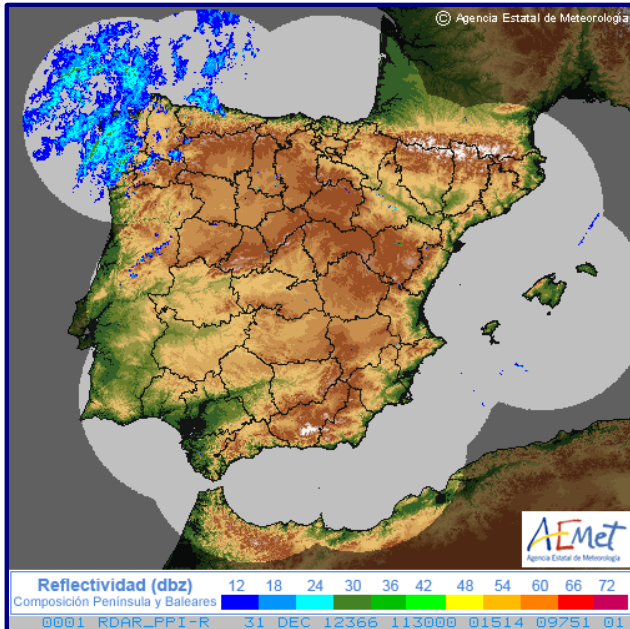 © Agencia Estatal de Meteorología
AEMet
Agencia Estatal de Meteorología
Reflectividad (dbz) 12 18 24 30 36 42 48 54 60 66 72
Composición Península y Baleares
0001 RDAR_PPI-R 31 DEC 12366 113000 01514 09751 01